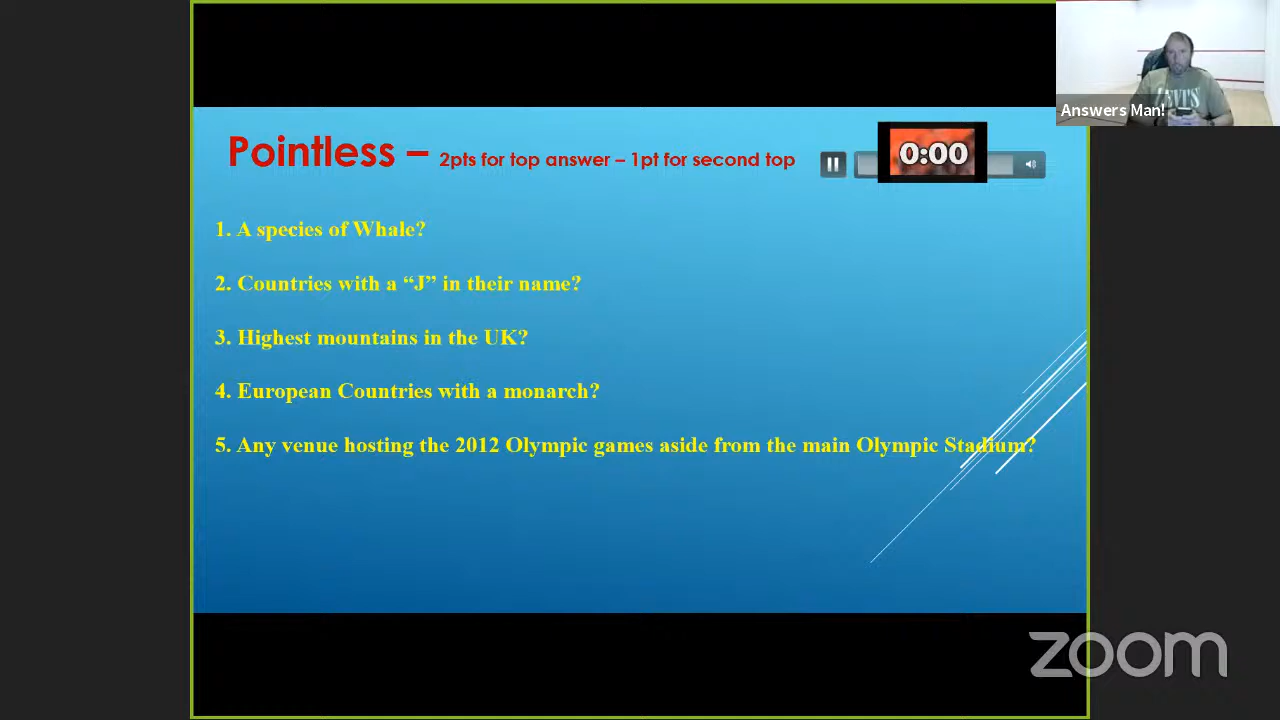 Answers Man!
Pointless – 2pts for top answer – 1pt for second top
0:00
1. A species of Whale?
2. Countries with a “J” in their name?
3. Highest mountains in the UK?
4. European Countries with a monarch?
5. Any venue hosting the 2012 Olympic games aside from the main Olympic Stadium?
zoom